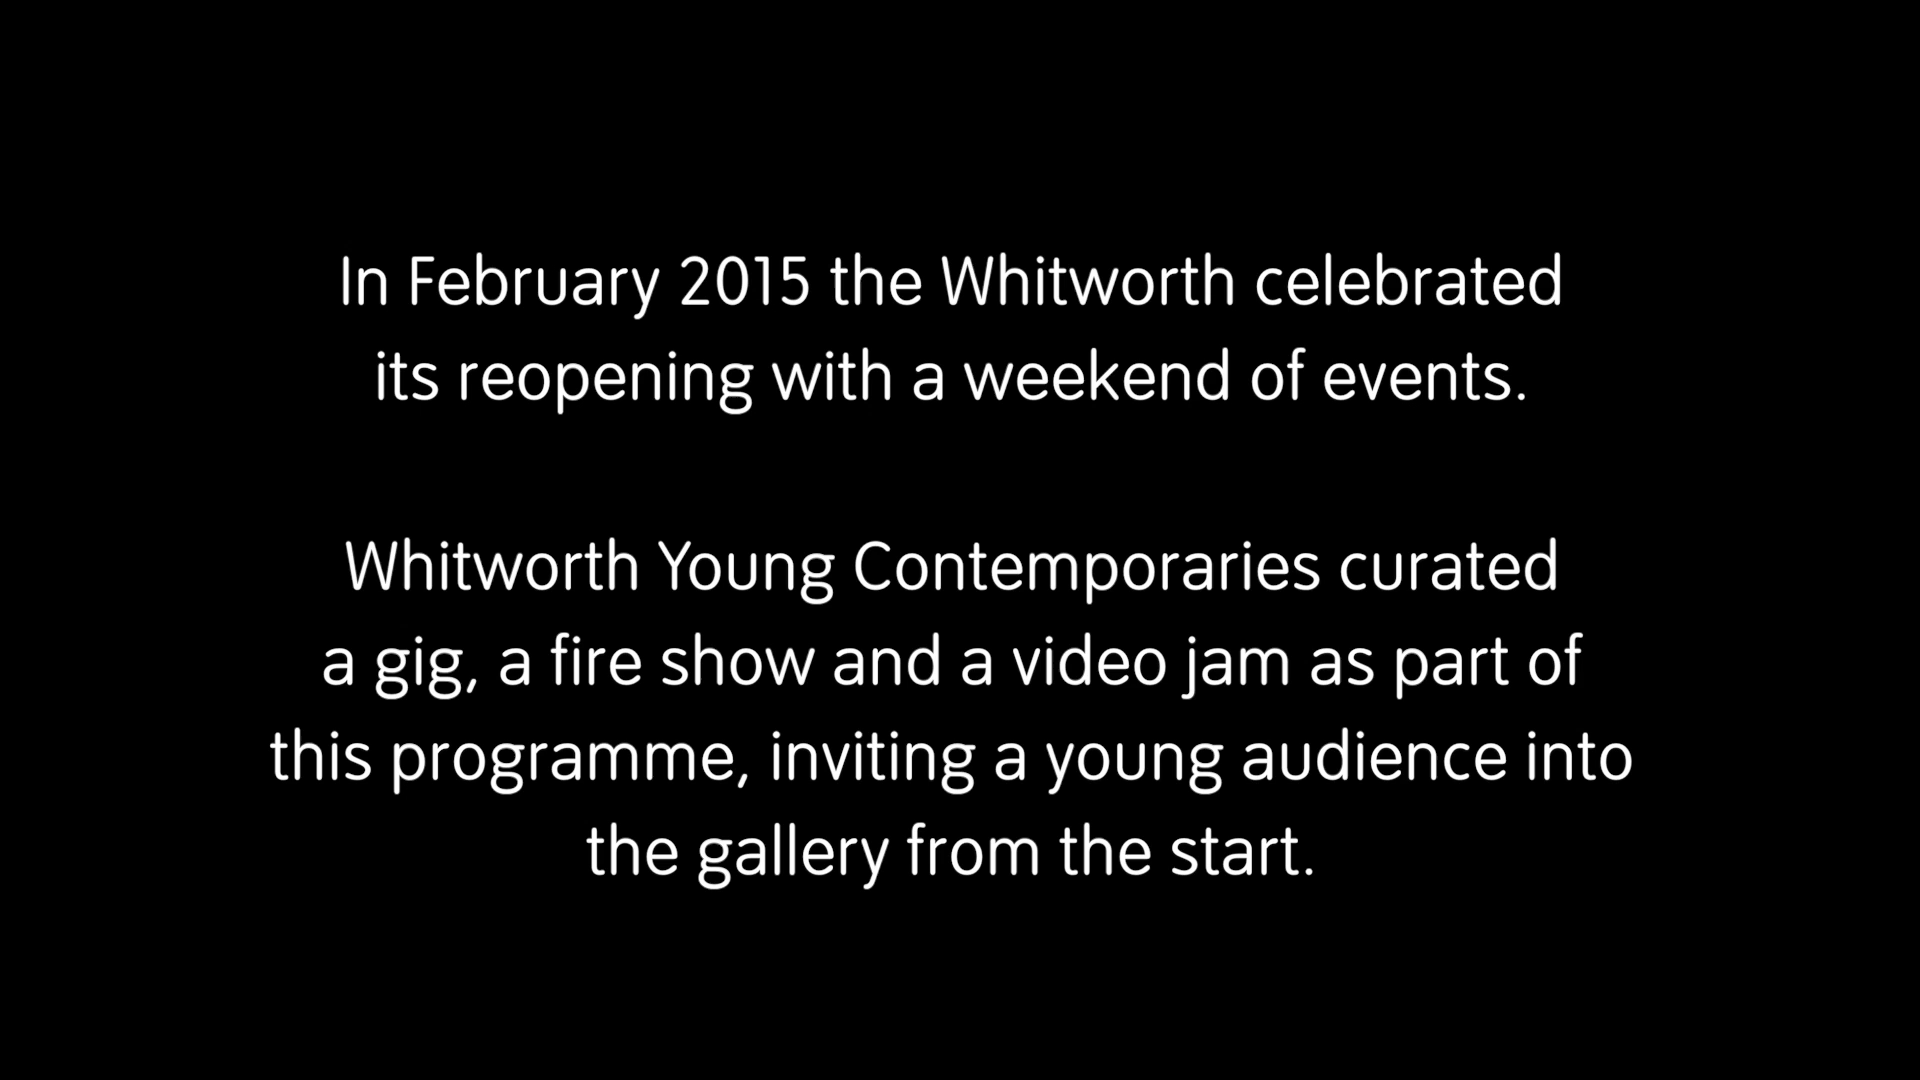 In February 2015 the Whitworth celebrated
its reopening with a weekend of events.
Whitworth Young Contemporaries curated
a gig, a fire show and a video jam as part of
this programme, inviting a young audience into
the gallery from the start.